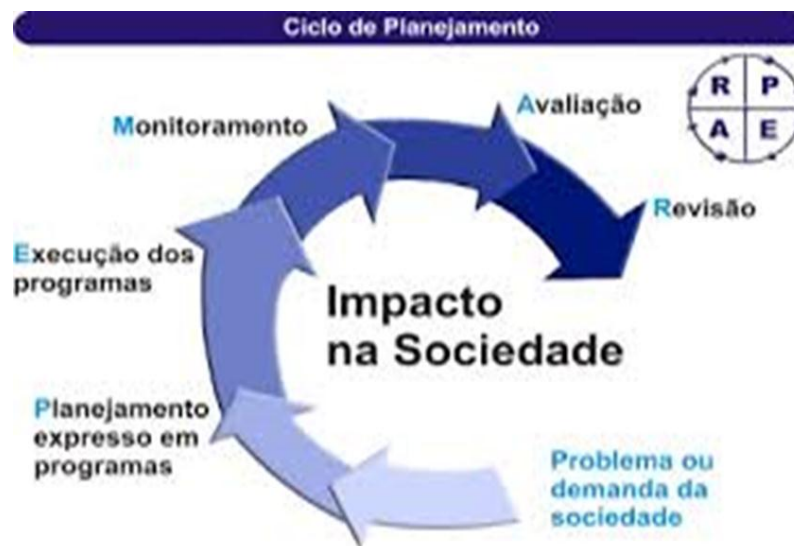 Ciclo de Planejamento
R P
A E
Avaliação
Monitoramento
Revisão
Execução dos
programas
Impacto
na Sociedade
Planejamento
expresso em
programas
Problema ou
demanda da
sociedade